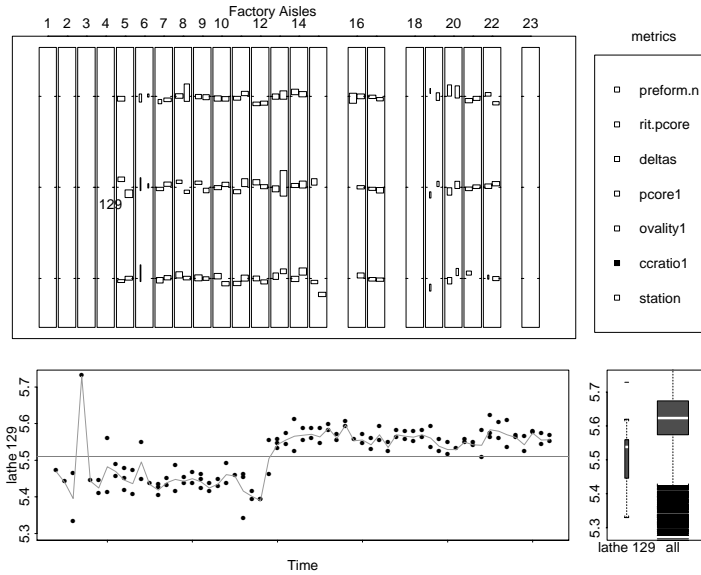 Factory Aisles
1 2 3 4 5 6 7 8 9 10 12 14 16 18 20 22 23
129
metrics
preform.n
rit.pcore
deltas
pcore1
ovality1
ccratio1
station
lathe 129
5.7
5.6
5.5
5.4
5.3
Time
5.7
5.6
5.5
5.4
5.3
lathe 129 all